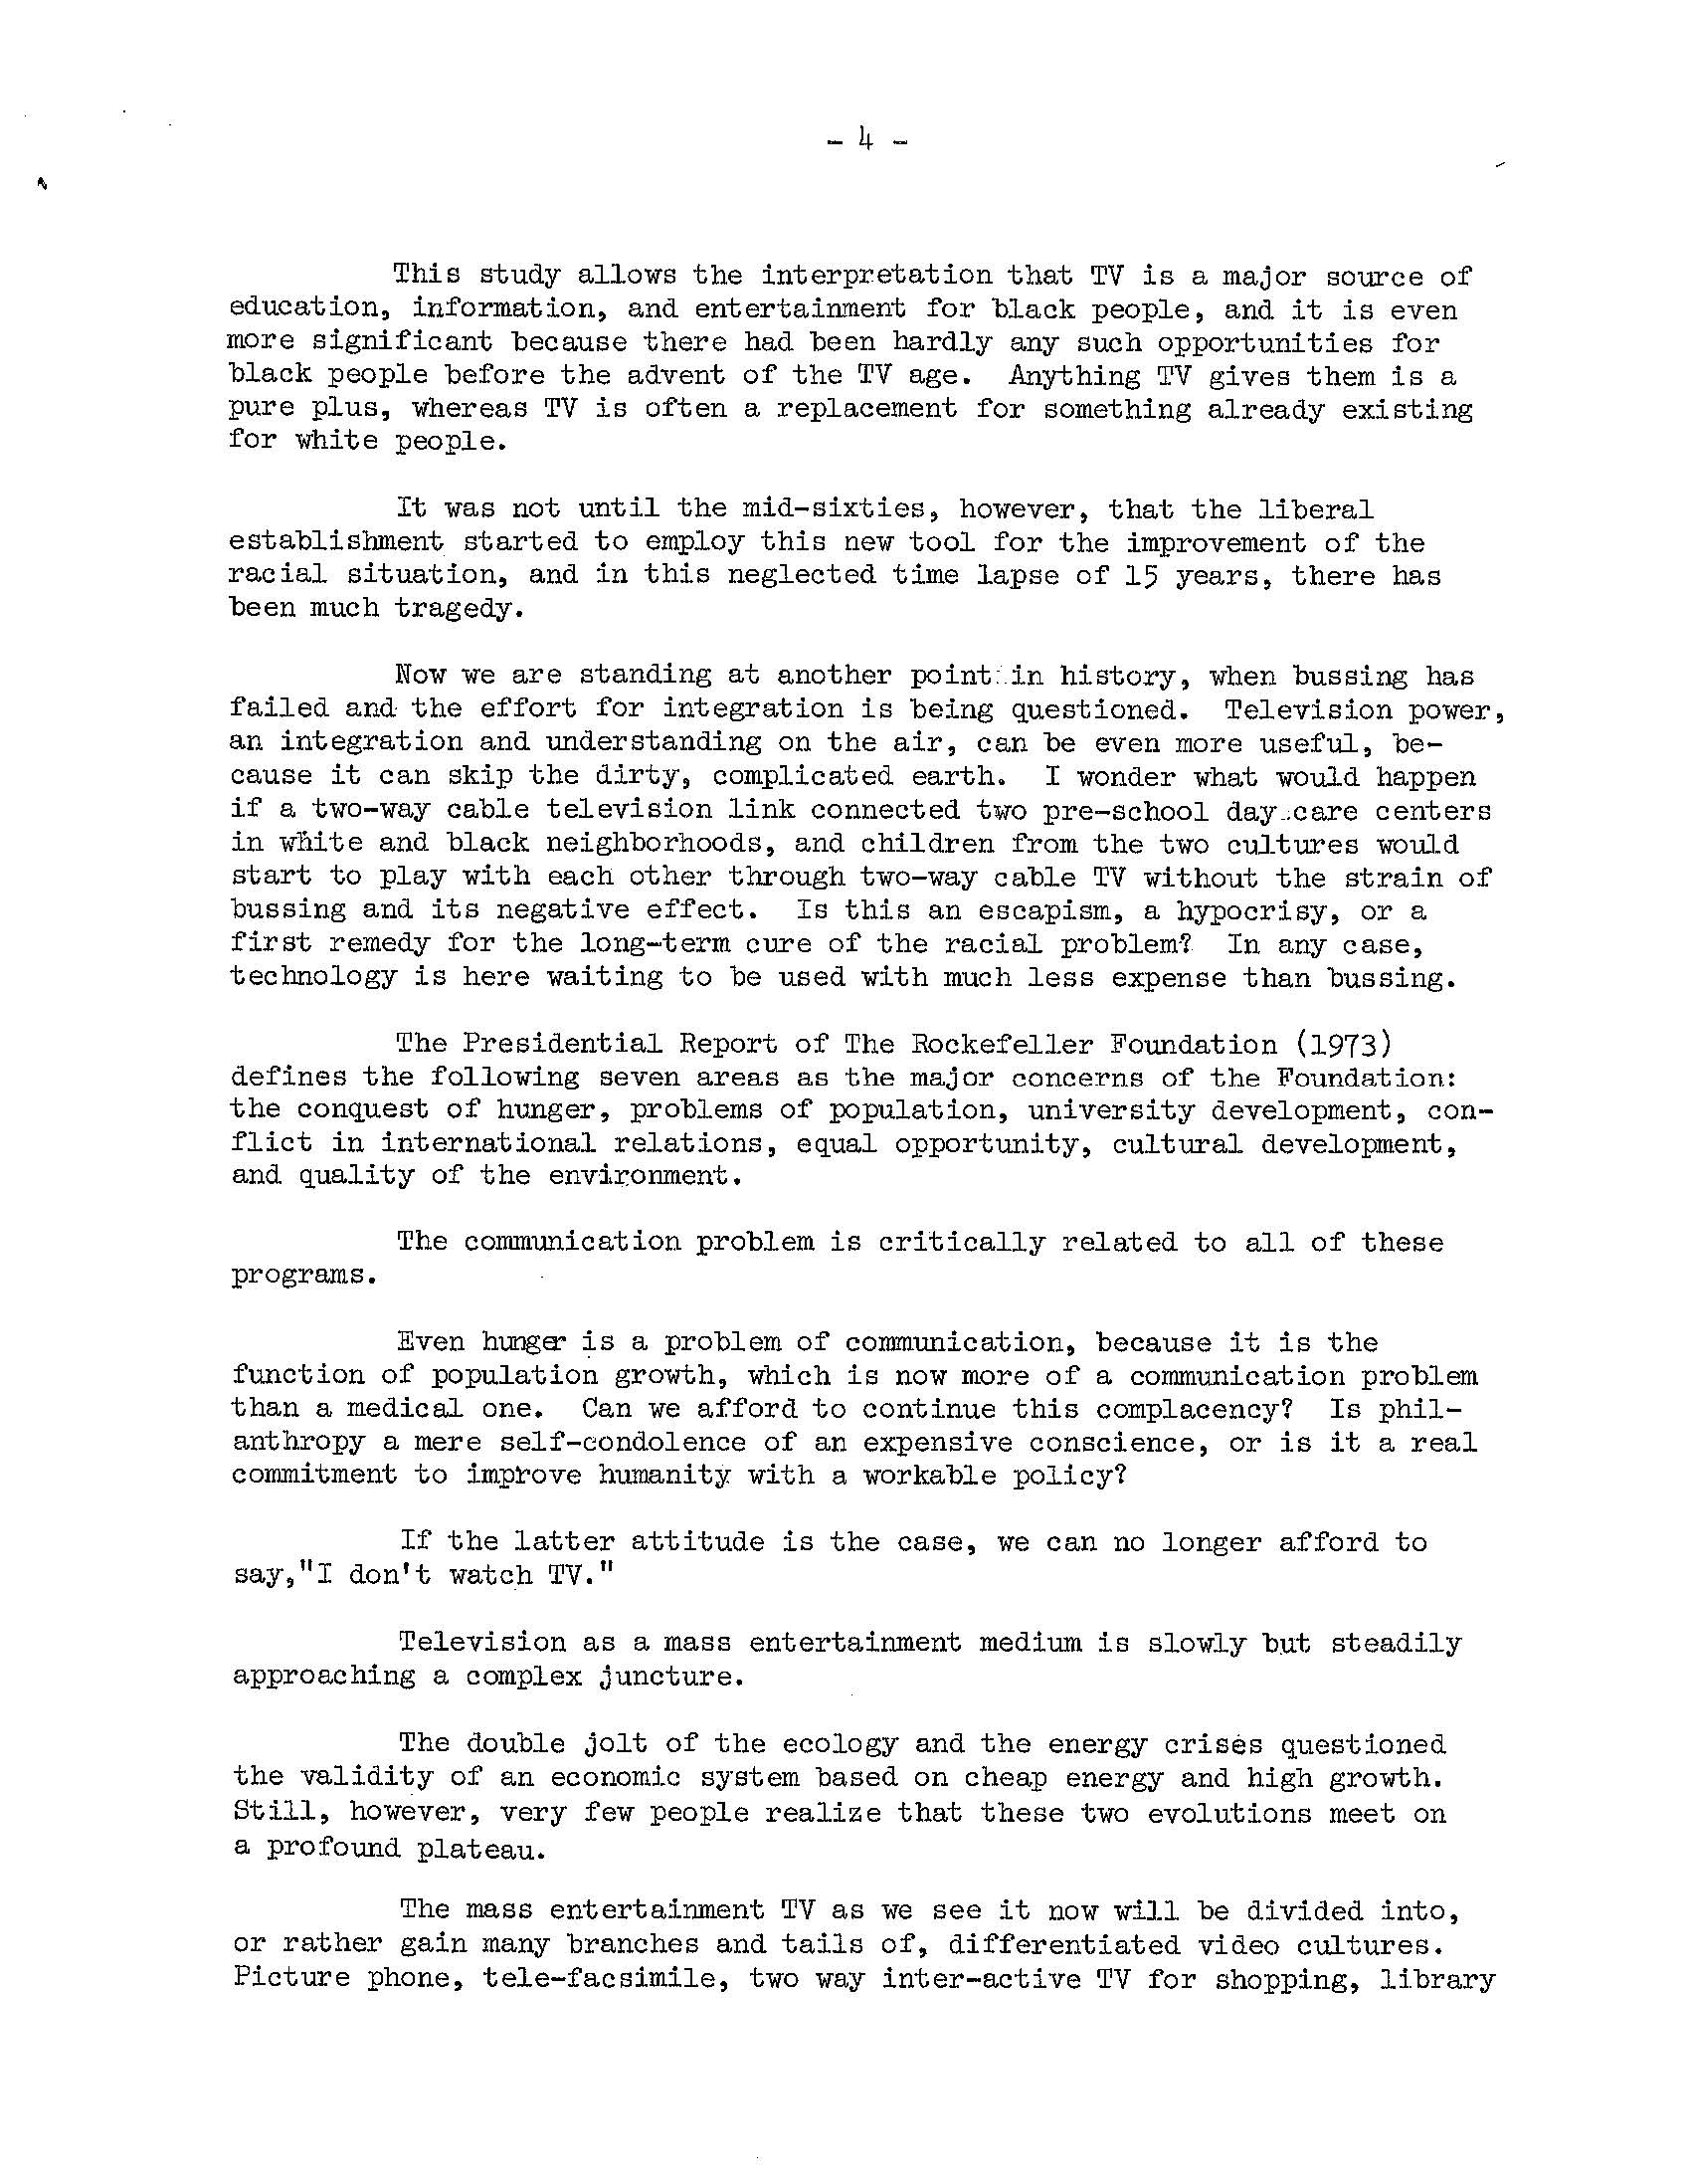 - 4 -
This study allows the interpretation that TV is a major source of
education, information, and entertainment for black people, and it is even
more significant because there had been hardly any such opportunities for
black people before the advent of the TV age. Anything TV gives them is a
pure plus, whereas TV is often a replacement for something already existing
for white people.
It was not until the mid-sixties, however, that the liberal
establishment started to employ this new tool for the improvement of the
racial situation, and in this neglected time lapse of 15 years, there has
been much tragedy.
Now we are standing at another point in history, when bussing has
failed and the effort for integration is being questioned. Television power,
an integration and understanding on the air, can be even more useful, be-
cause it can skip the dirty, complicated earth. I wonder what would happen
if a two-way cable television link connected two pre-school day care centers
in white and black neighborhoods, and children from the two cultures would
start to play with each other through two-way cable TV without the strain of
bussing and its negative effect. Is this an escapism, a hypocrisy, or a
first remedy for the long-term cure of the racial problem? In any case,
technology is here waiting to be used with much less expense than bussing.
The Presidential Report of The Rockefeller Foundation (1973)
defines the following seven areas as the major concerns of the Foundation:
the conquest of hunger, problems of population, university development, con-
flict in international relations, equal opportunity, cultural development,
and quality of the environment.
The communication problem is critically related to all of these
programs.
Even hunger is a problem of communication, because it is the
function of population growth, which is now more of a communication problem
than a medical one. Can we afford to continue this complacency? Is phil-
anthropy a mere self-condolence of an expensive conscience, or is it a real
commitment to improve humanity with a workable policy?
If the latter attitude is the case, we can no longer afford to
say,"I don't watch TV."
Television as a mass entertainment medium is slowly but steadily
approaching a complex juncture.
The double jolt of the ecology and the energy crises questioned
the validity of an economic system based on cheap energy and high growth.
Still, however, very few people realize that these two evolutions meet on
a profound plateau.
The mass entertainment TV as we see it now will be divided into,
or rather gain many branches and tails of, differentiated video cultures.
Picture phone, tele-facsimile, two way inter-active TV for shopping, library